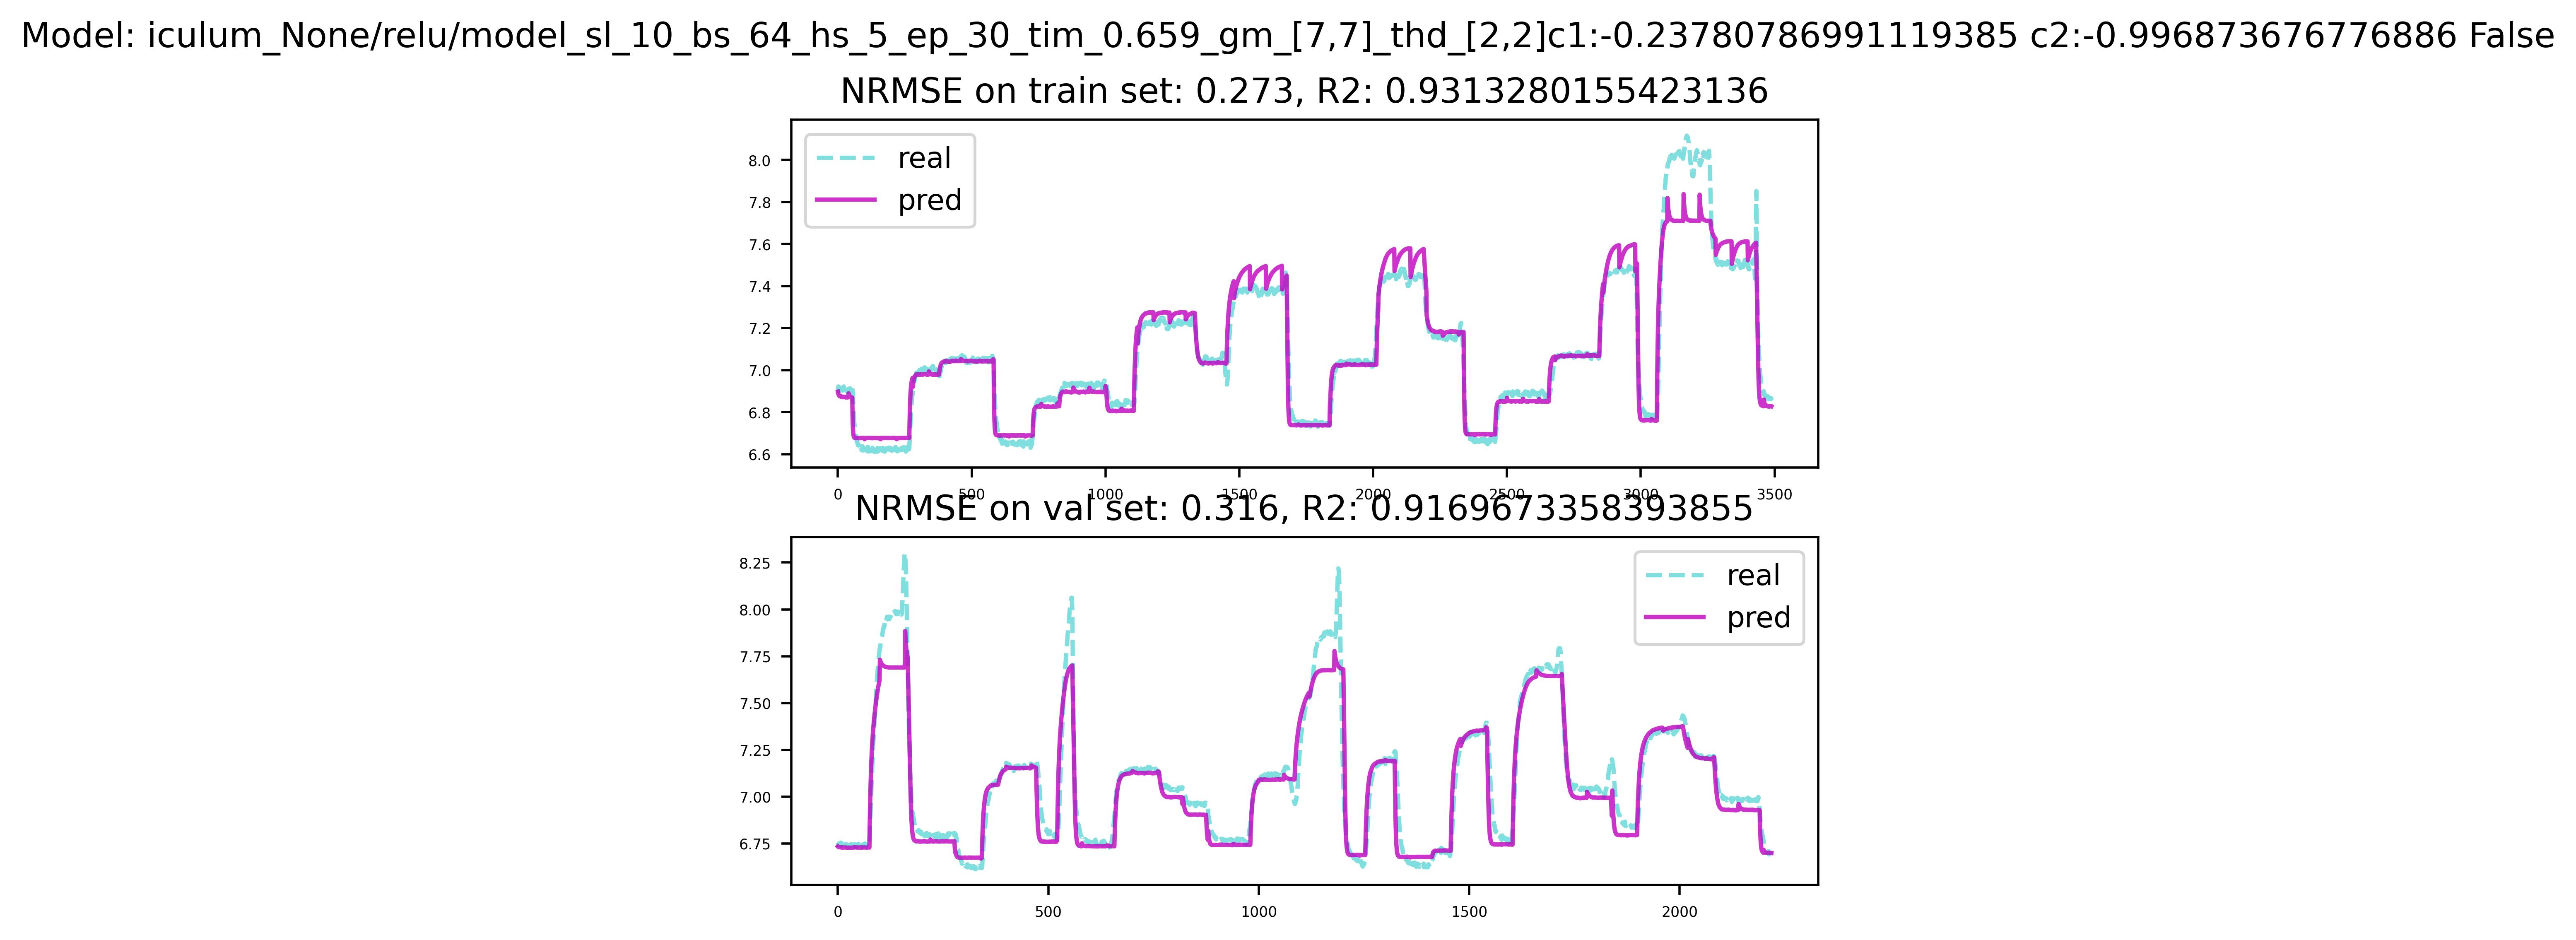 Model: iculum_None/relu/model_sl_10_bs_64_hs_5_ep_30_tim_0.659_gm_[7,7]_thd_[2,2]c1:-0.23780786991119385 c2:-0.996873676776886 False
NRMSE on train set: 0.273, R2: 0.9313280155423136
real
pred
8.0
7.8
7.6
7.4
7.2
7.0
6.8
6.6
0 500 1000 1500 2000 2500 3000 3500
NRMSE on val set: 0.316, R2: 0.9169673358393855
real
pred
8.25
8.00
7.75
7.50
7.25
7.00
6.75
0 500 1000 1500 2000